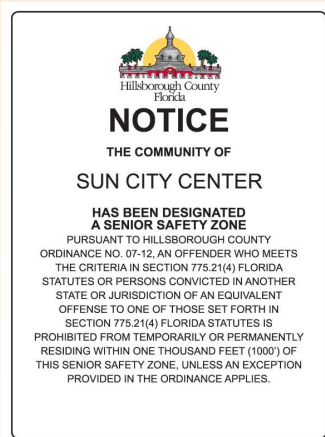 Hillsborough County
Florida
NOTICE
THE COMMUNITY OF
SUN CITY CENTER
HAS BEEN DESIGNATED
A SENIOR SAFETY ZONE
PURSUANT TO HILLSBOROUGH COUNTY
ORDINANCE NO. 07-12, AN OFFENDER WHO MEETS
THE CRITERIA IN SECTION 775.21(4) FLORIDA
STATUTES OR PERSONS CONVICTED IN ANOTHER
STATE OR JURISDICTION OF AN EQUIVALENT
OFFENSE TO ONE OF THOSE SET FORTH IN
SECTION 775.21(4) FLORIDA STATUTES IS
PROHIBITED FROM TEMPORARILY OR PERMANENTLY
RESIDING WITHIN ONE THOUSAND FEET (1000') OF
THIS SENIOR SAFETY ZONE, UNLESS AN EXCEPTION
PROVIDED IN THE ORDINANCE APPLIES.